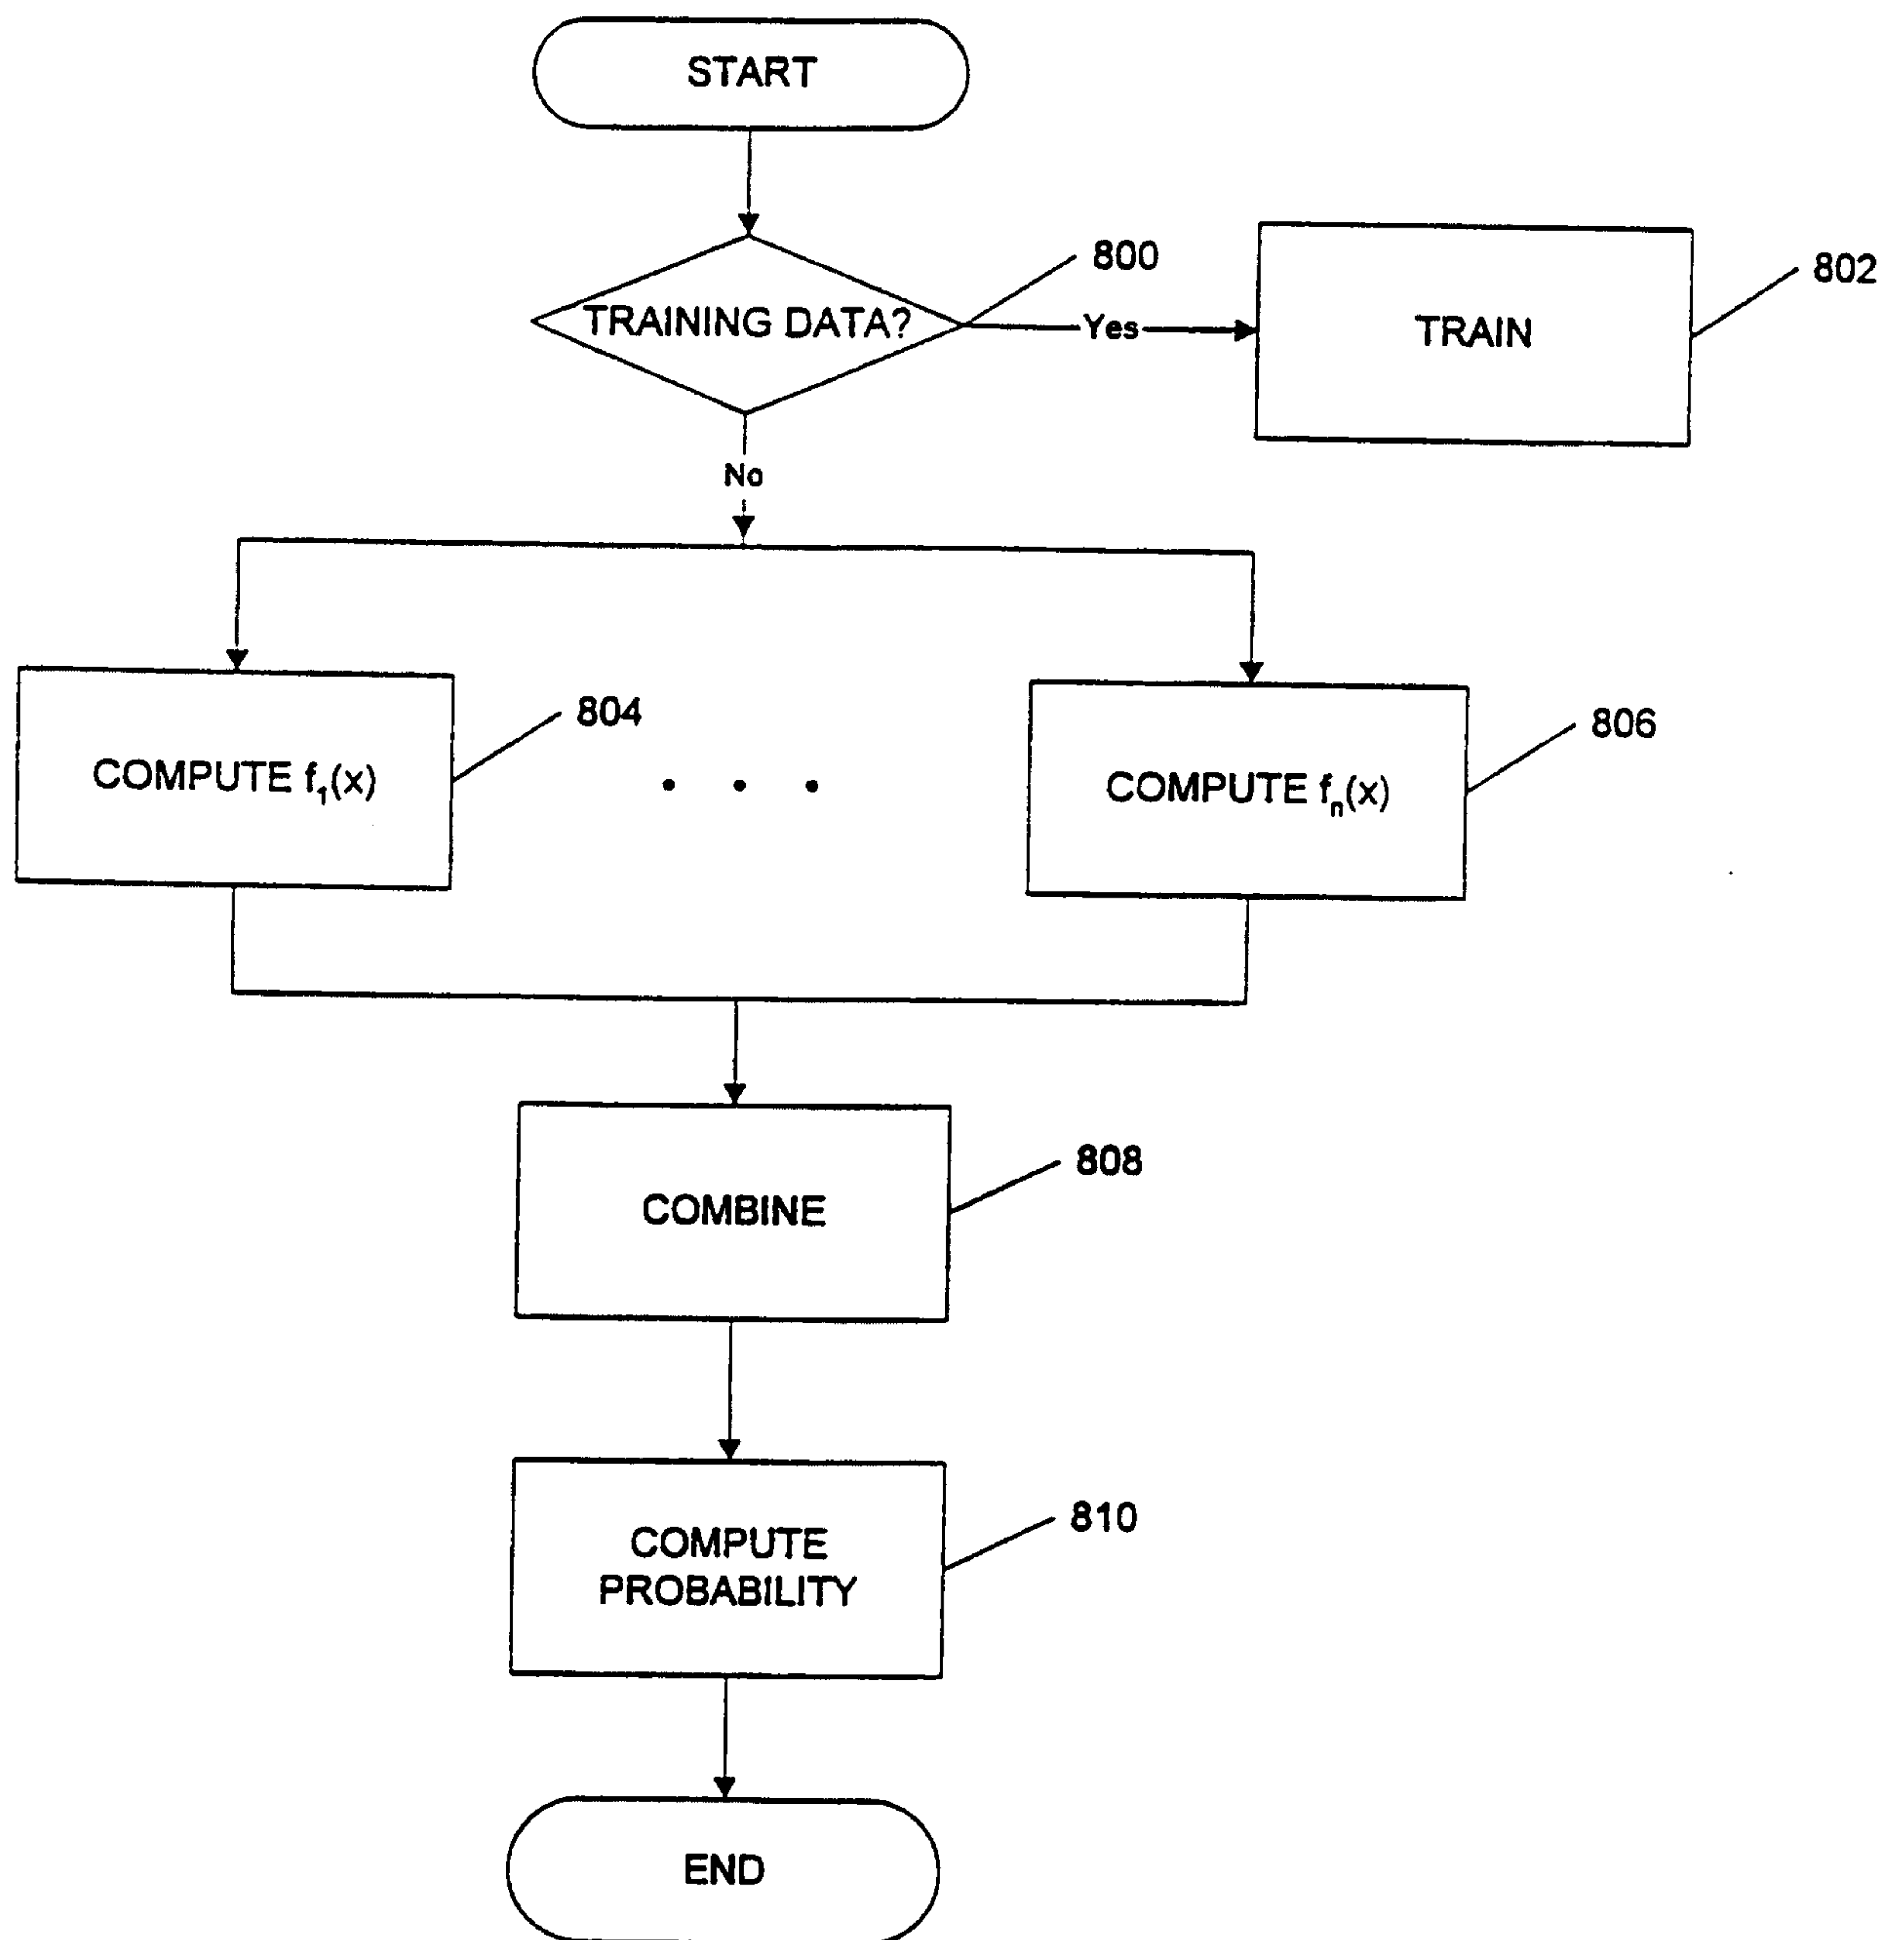 START
800
802
TRAINING DATA?
Yes
TRAIN
No
804
806
COMPUTE f₁(x)
• • •
COMPUTE fₙ(x)
808
COMBINE
810
COMPUTE
PROBABILITY
END